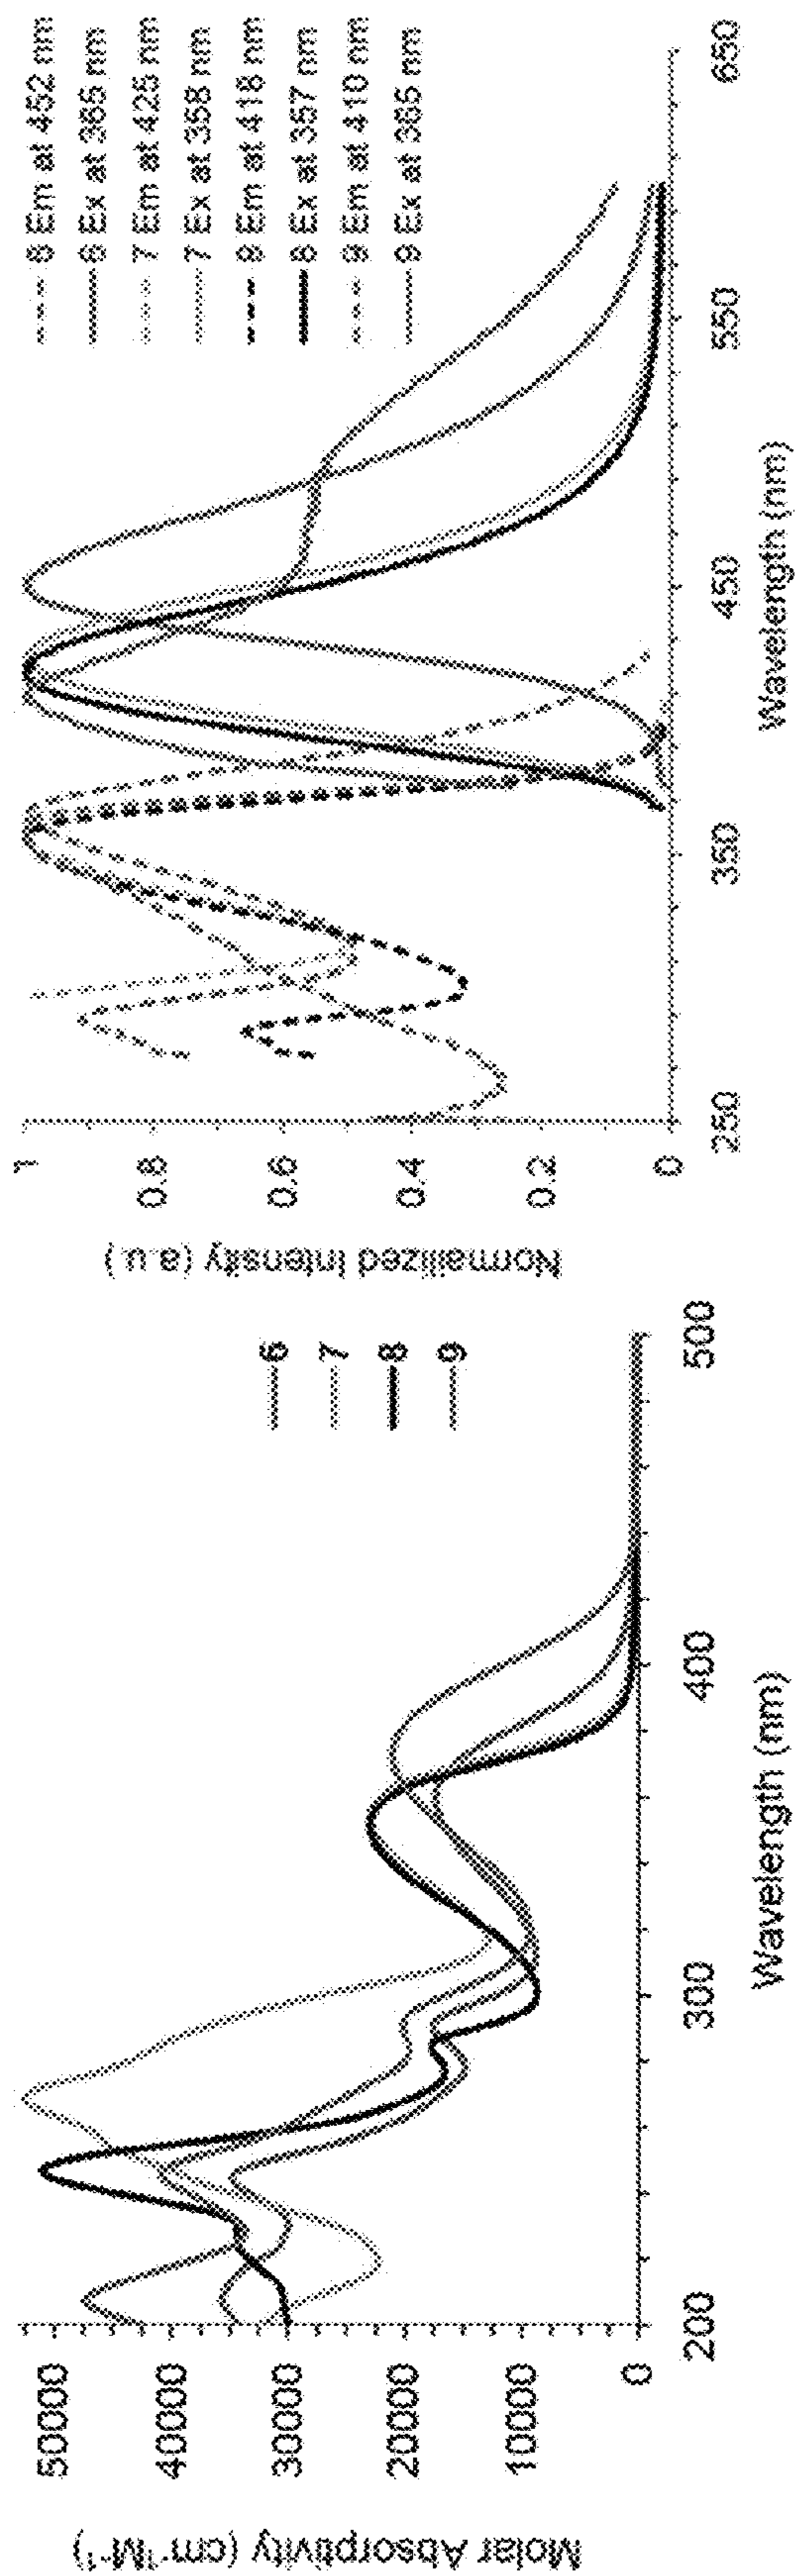 Molar Absorptivity (cm⁻¹M⁻¹)
50000
40000
30000
20000
10000
0
200
300
400
500
Wavelength (nm)
6
7
8
9
Normailized Intensity (a.u.)
1
0.8
0.6
0.4
0.2
0
250
350
450
550
650
Wavelength (nm)
6 Em at 452 nm
6 Ex at 365 nm
7 Em at 425 nm
7 Ex at 358 nm
8 Em at 418 nm
8 Ex at 357 nm
9 Em at 410 nm
9 Ex at 365 nm